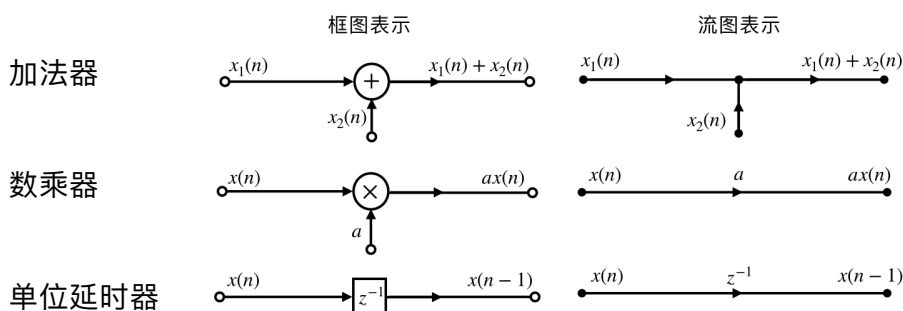 框图表示 流图表示
加法器 x₁(n) + x₁(n) + x₂(n) x₂(n) x₁(n) x₁(n) + x₂(n) x₂(n)
数乘器 x(n) × ax(n) a x(n) a ax(n)
单位延时器 x(n) z⁻¹ x(n − 1) x(n) z⁻¹ x(n − 1)